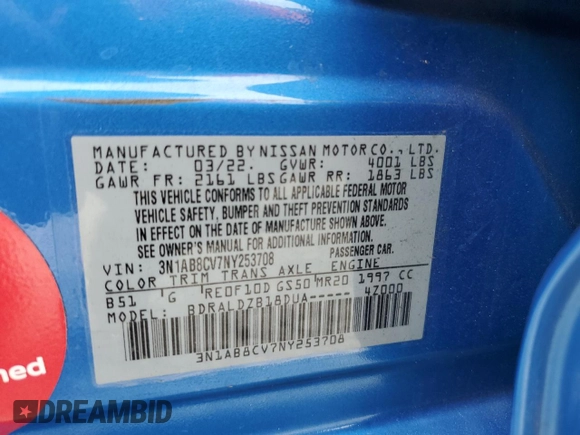 MANUFACTURED BY NISSAN MOTOR CO., LTD.
DATE: 03/22. GVWR: 4001 LBS
GAWR FR: 2161 LBS GAWR RR: 1863 LBS
THIS VEHICLE CONFORMS TO ALL APPLICABLE FEDERAL MOTOR
VEHICLE SAFETY, BUMPER AND THEFT PREVENTION STANDARDS
IN EFFECT ON THE DATE OF MANUFACTURE SHOWN ABOVE.
SEE OWNER'S MANUAL FOR ADDITIONAL INFORMATION.
VIN: 3N1AB8CV7NY253708 PASSENGER CAR.
COLOR TRIM TRANS AXLE ENGINE
B51 'G RE0F10D GS50 MR20 1997 CC
MODEL: BDRALDZB18DUA----- 4Z000
3N1AB8CV7NY253708
ned
DREAMBID